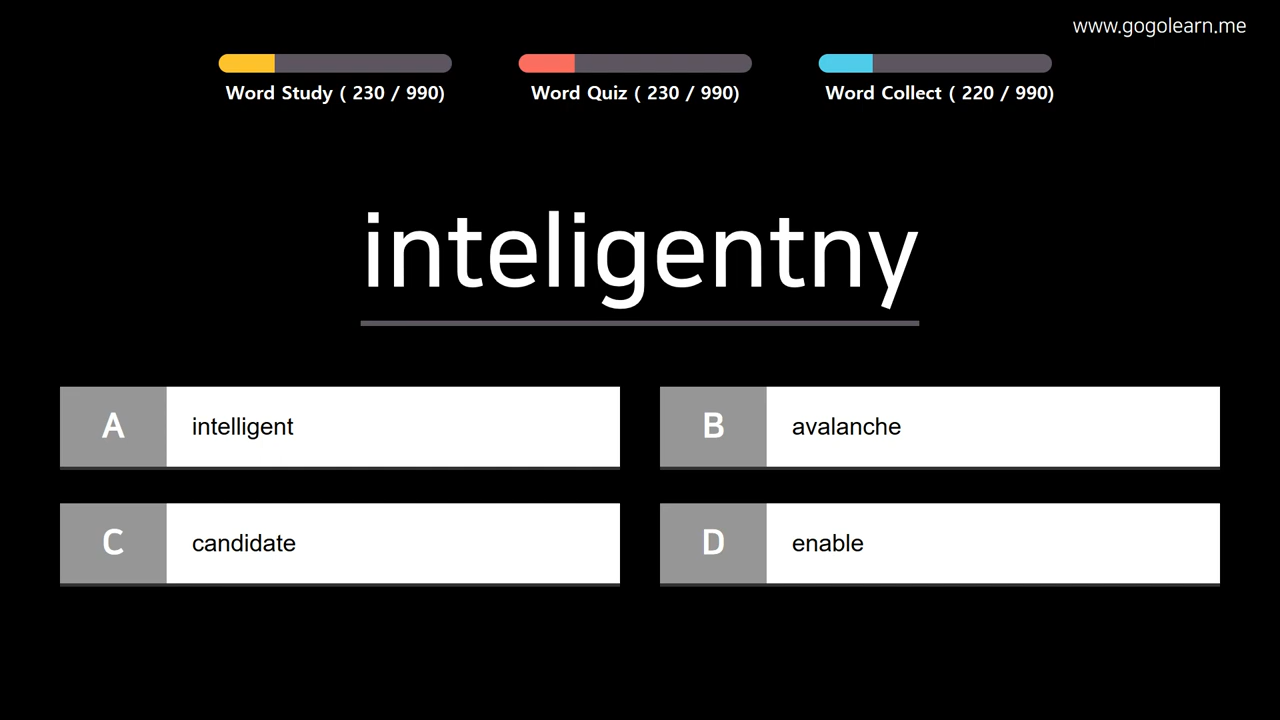 www.gogolearn.me
Word Study ( 230 / 990)
Word Quiz ( 230 / 990)
Word Collect ( 220 / 990)
inteligentny
A intelligent
B avalanche
C candidate
D enable